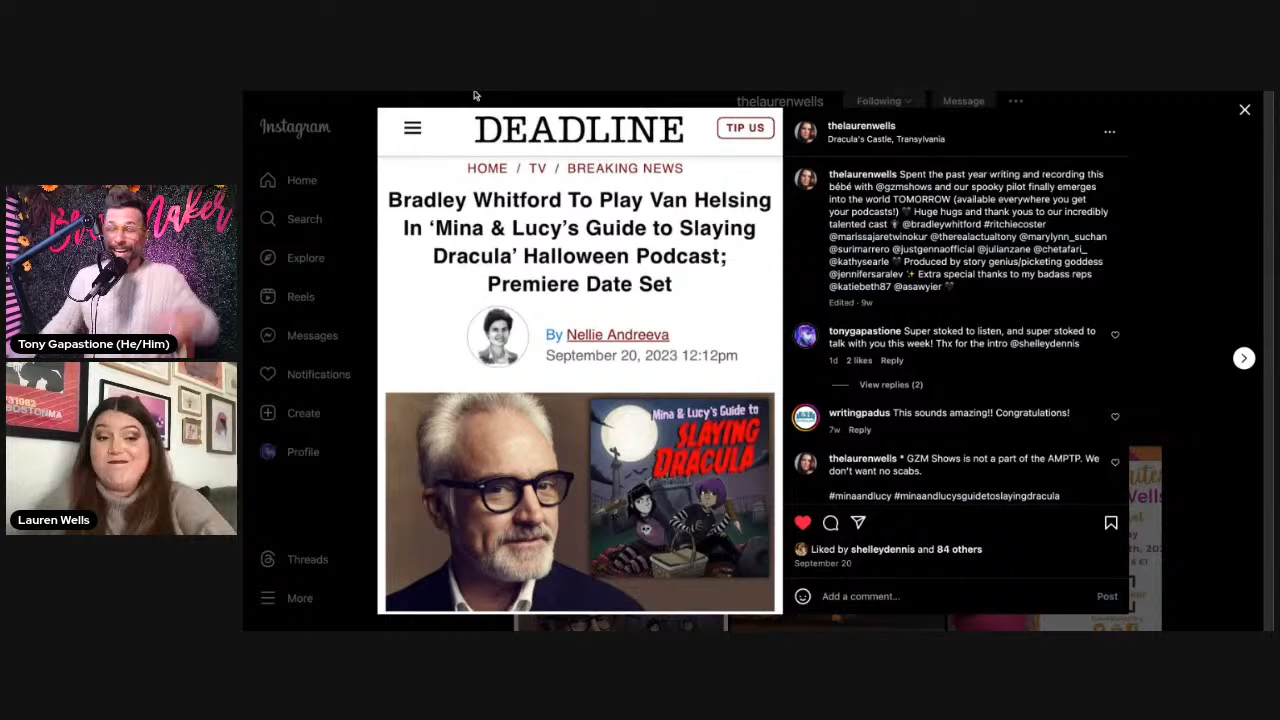 thelaurenwells
Following
Message
Instagram
Home
Search
Explore
Reels
Messages
Notifications
Create
Profile
Threads
More
Tony Gapastione (He/Him)
BOSTONMA
Lauren Wells
DEADLINE
TIP US
HOME / TV / BREAKING NEWS
Bradley Whitford To Play Van Helsing
In ‘Mina & Lucy’s Guide to Slaying
Dracula’ Halloween Podcast;
Premiere Date Set
By Nellie Andreeva
September 20, 2023 12:12pm
Mina & Lucy's Guide to
SLAYING
DRACULA
thelaurenwells
Dracula's Castle, Transylvania
thelaurenwells Spent the past year writing and recording this
bébé with @gzmshows and our spooky pilot finally emerges
into the world TOMORROW (available everywhere you get
your podcasts!) 🖤 Huge hugs and thank yous to our incredibly
talented cast @bradleywhitford #ritchiecoster
@marissajaretwinokur @therealactualtony @marylynn_suchan
@surimarrero @justgennaofficial @julianzane @chetafari_
@kathysearle 🖤 Produced by story genius/picketing goddess
@jennifersaralev ✨ Extra special thanks to my badass reps
@katiebeth87 @asawyier 🖤
Edited · 9w
tonygapastione Super stoked to listen, and super stoked to
talk with you this week! Thx for the intro @shelleydennis
1d 2 likes Reply
View replies (2)
writingpadus This sounds amazing!! Congratulations!
7w Reply
thelaurenwells * GZM Shows is not a part of the AMPTP. We
don't want no scabs.
#minaandlucy #minaandlucysguidetoslayingdracula
Liked by shelleydennis and 84 others
September 20
Add a comment...
Post